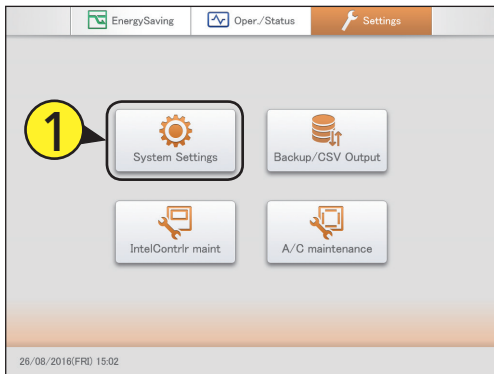 EnergySaving Oper./Status Settings
1
System Settings Backup/CSV Output
IntelContrlr maint A/C maintenance
26/08/2016(FRI) 15:02